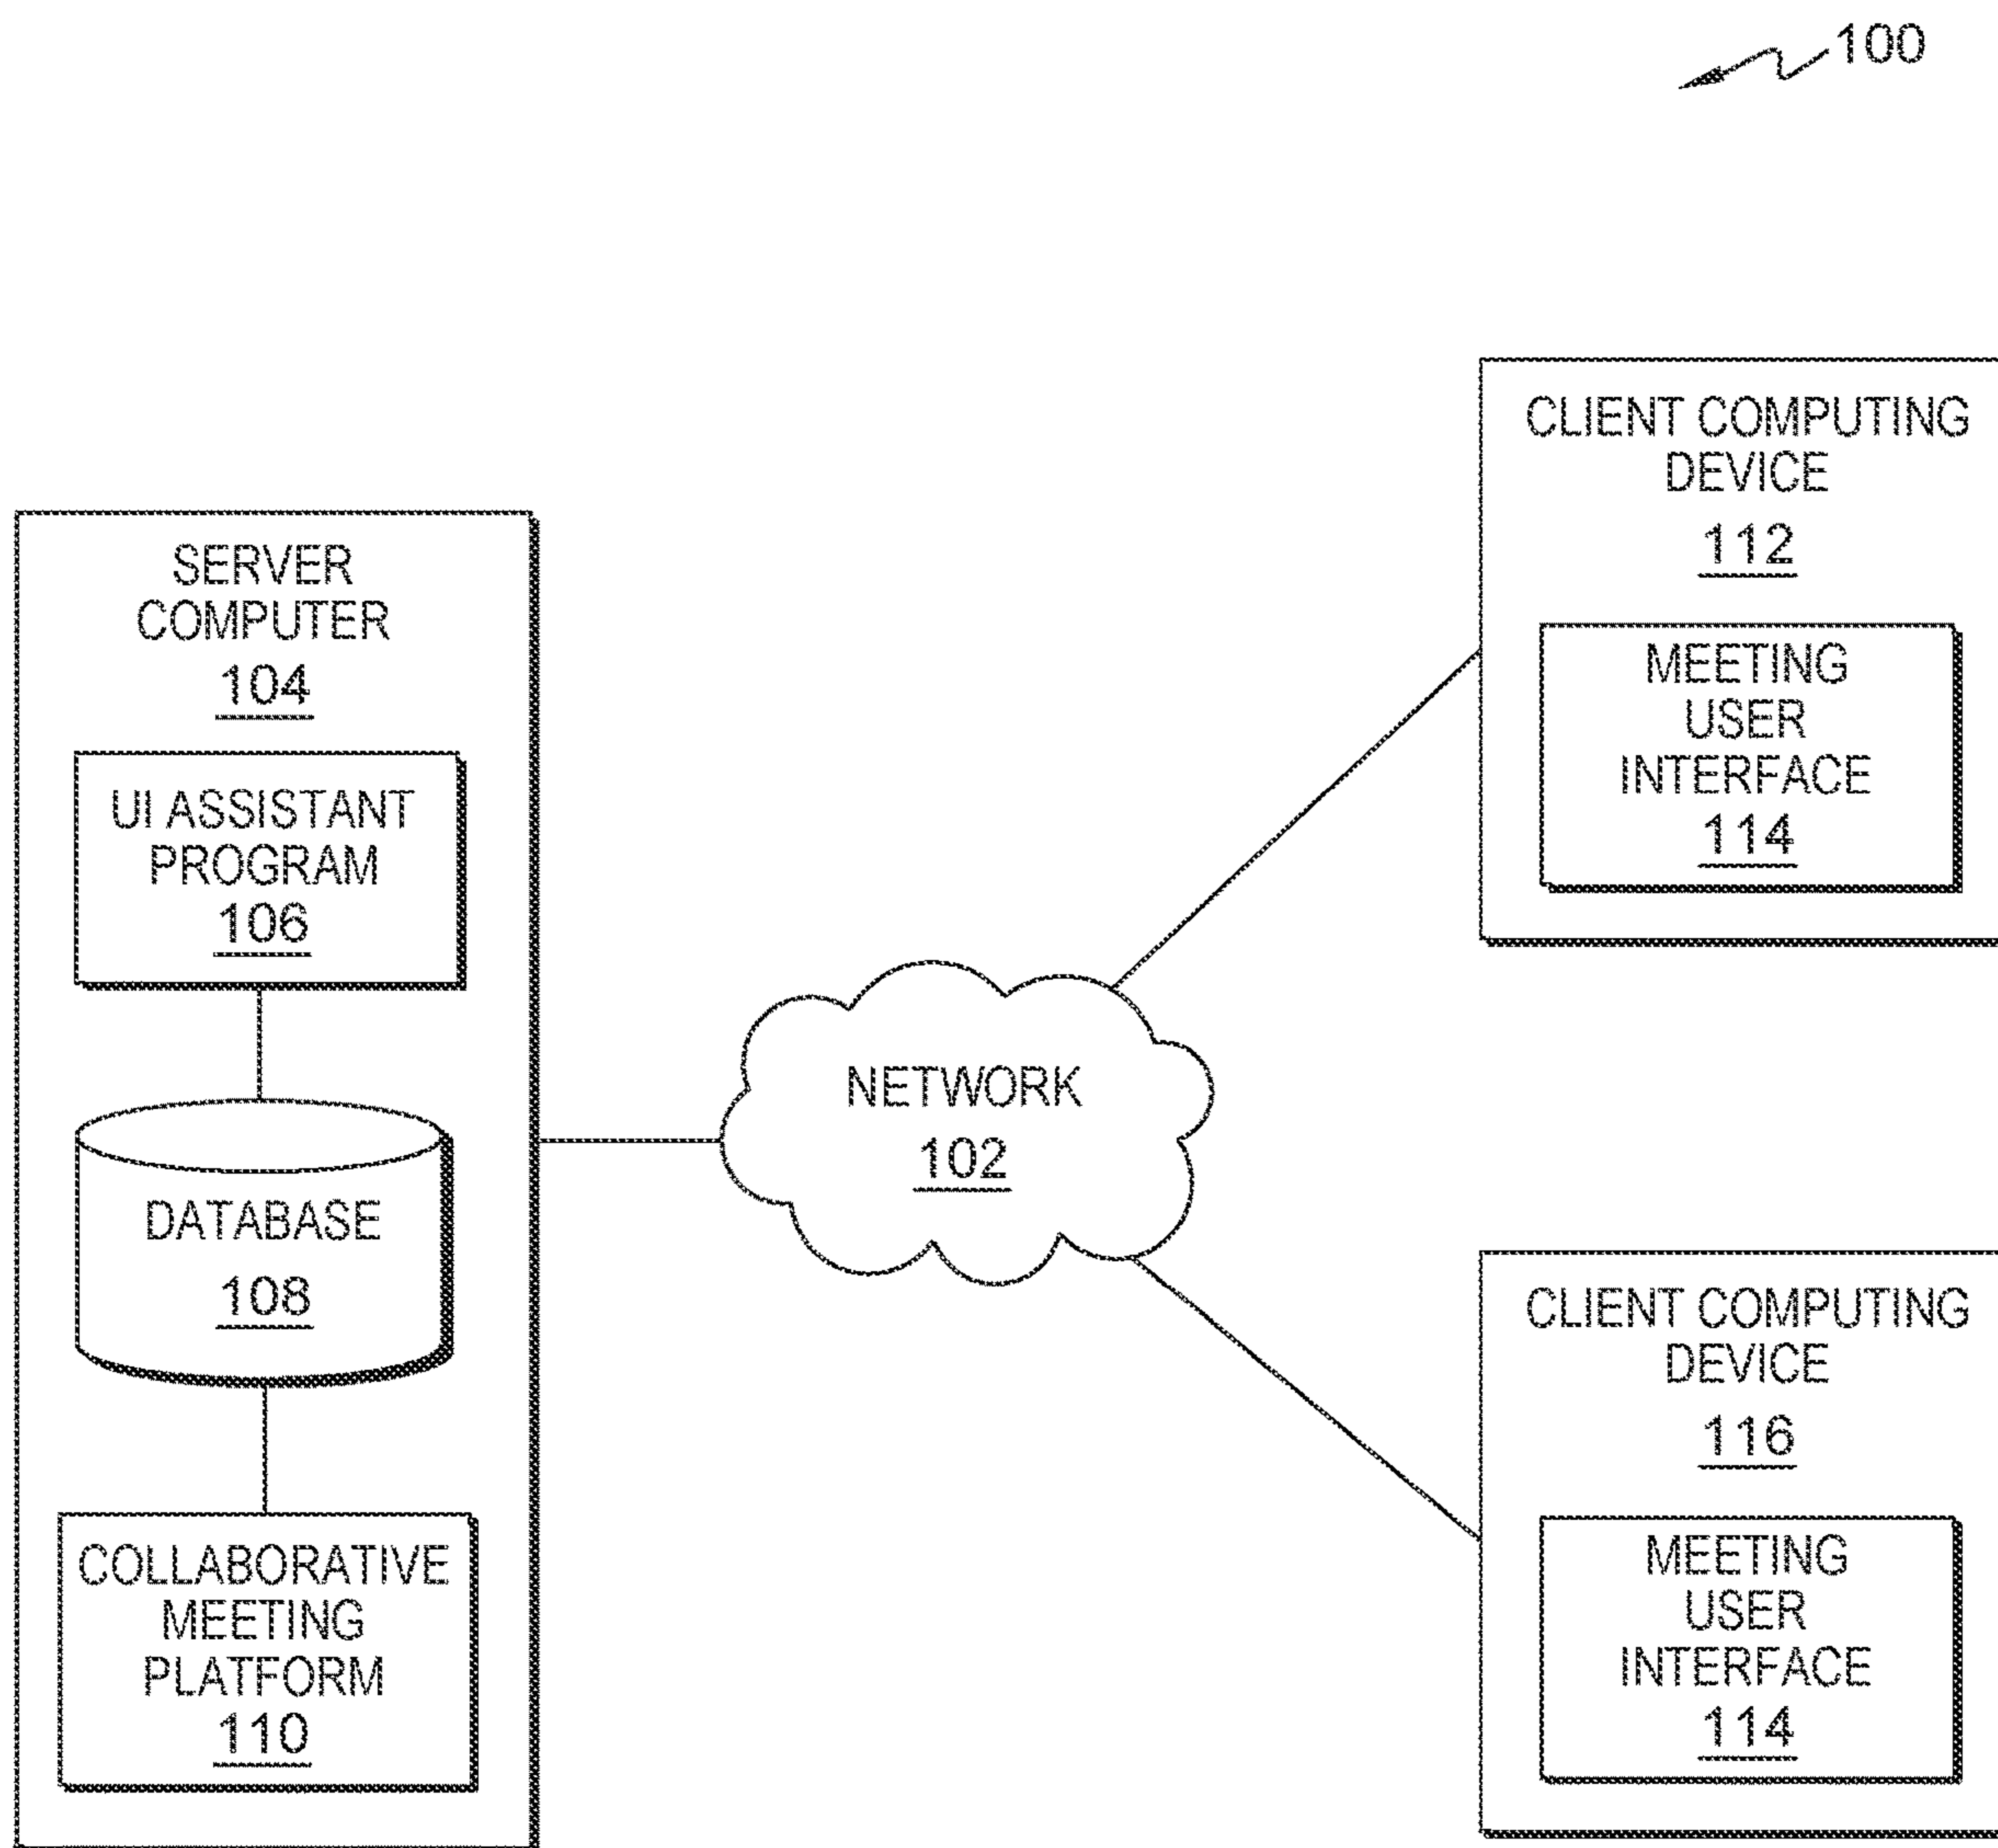 100
SERVER
COMPUTER
104
UI ASSISTANT
PROGRAM
106
DATABASE
108
COLLABORATIVE
MEETING
PLATFORM
110
NETWORK
102
CLIENT COMPUTING
DEVICE
112
MEETING
USER
INTERFACE
114
CLIENT COMPUTING
DEVICE
116
MEETING
USER
INTERFACE
114